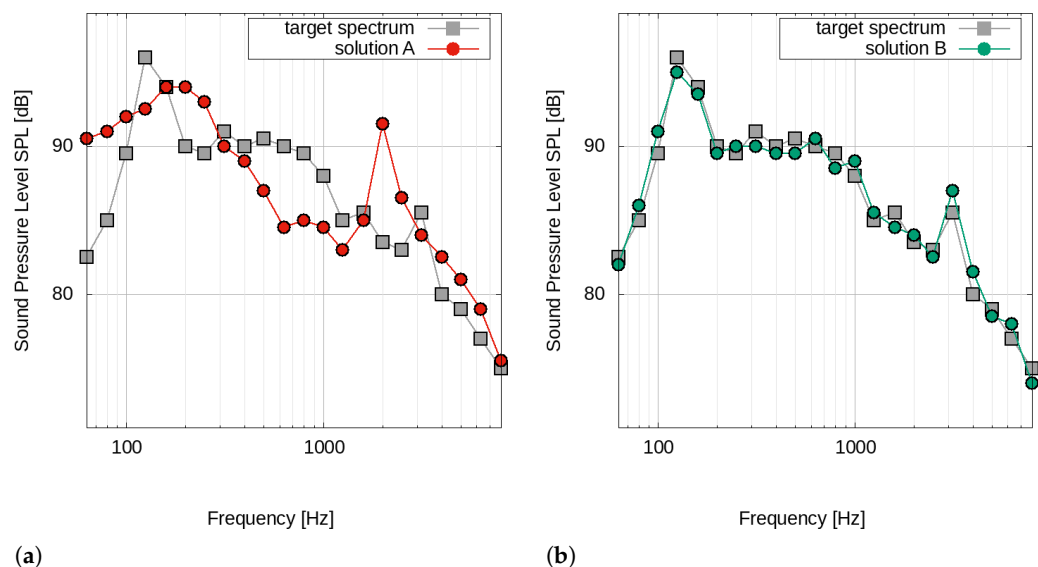 target spectrum
solution A
Sound Pressure Level SPL [dB]
90
80
100
1000
Frequency [Hz]
(a)
target spectrum
solution B
Sound Pressure Level SPL [dB]
90
80
100
1000
Frequency [Hz]
(b)